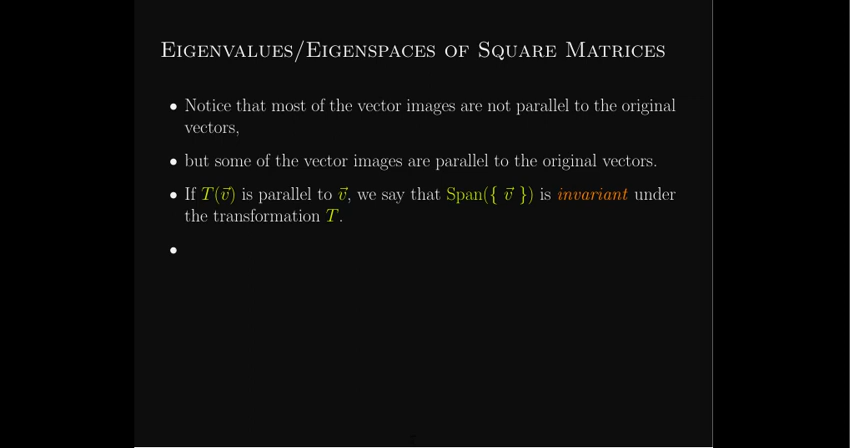 Eigenvalues/Eigenspaces of Square Matrices
• Notice that most of the vector images are not parallel to the original
vectors,
• but some of the vector images are parallel to the original vectors.
• If T(v⃗) is parallel to v⃗, we say that Span({ v⃗ }) is invariant under
the transformation T.
•